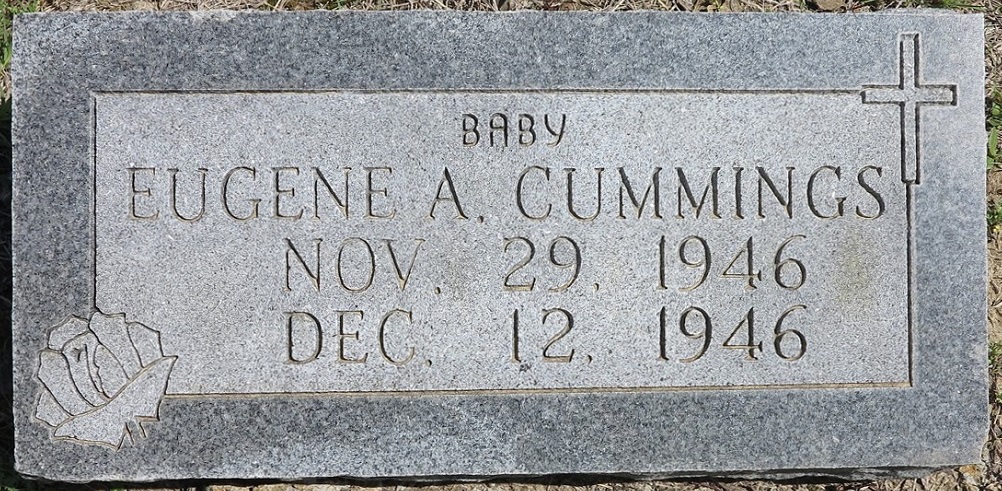 BABY
EUGENE A. CUMMINGS
NOV. 29, 1946
DEC. 12, 1946